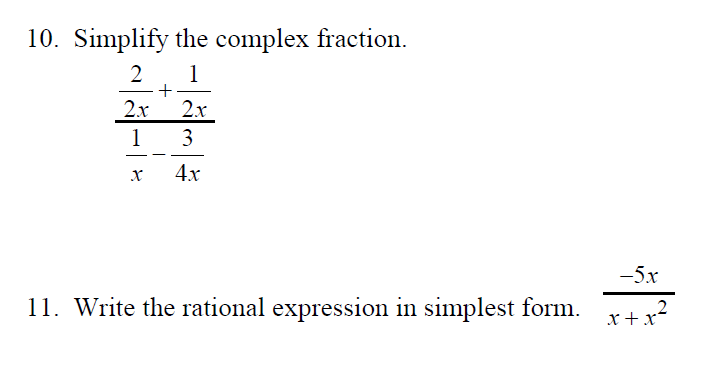 10. Simplify the complex fraction.
2 1
— + —
2x 2x
1 3
— − —
x 4x
−5x
11. Write the rational expression in simplest form.
x + x²